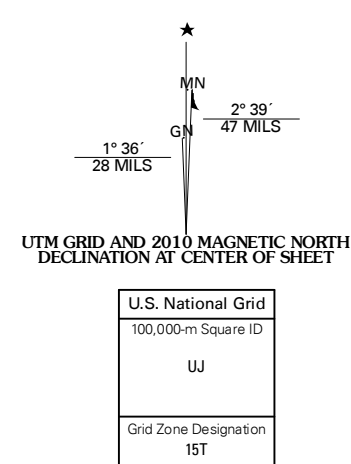 ★
MN
GN
2° 39´
47 MILS
1° 36´
28 MILS
UTM GRID AND 2010 MAGNETIC NORTH
DECLINATION AT CENTER OF SHEET
U.S. National Grid
100,000-m Square ID
UJ
Grid Zone Designation
15T